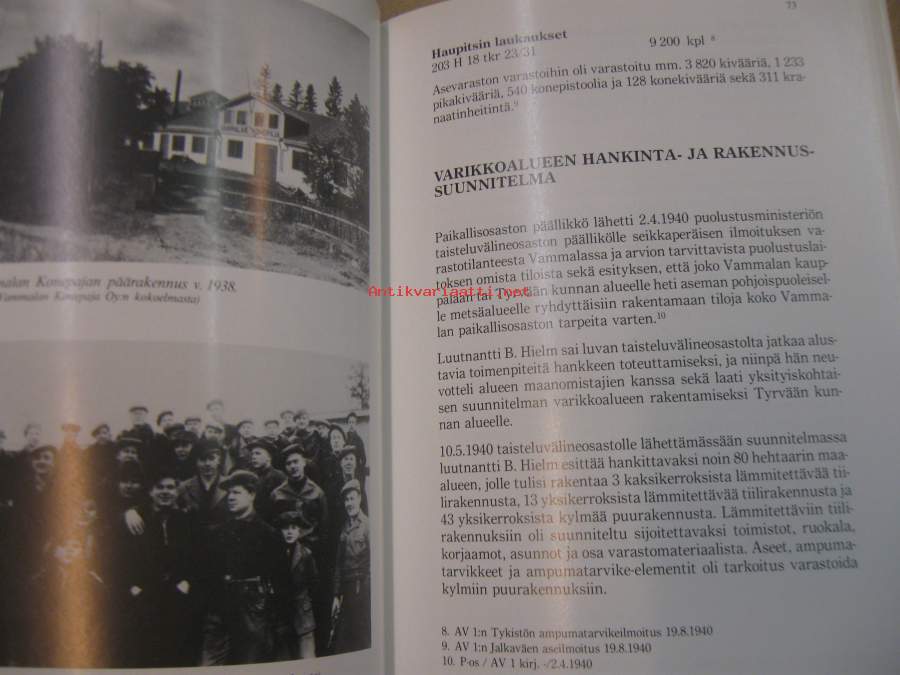 KONEPAJA
malan Konepajan päärakennus v. 1938.
Vammalan Konepaja Oy:n kokoelmasta)
Antikvariaatti.net
73
Haupitsin laukaukset
203 H 18 tkr 23/31 9 200 kpl 8
Asevaraston varastoihin oli varastoitu mm. 3 820 kivääriä, 1 233
pikakivääriä, 540 konepistoolia ja 128 konekivääriä sekä 311 kra-
naatinheitintä.9
VARIKKOALUEEN HANKINTA- JA RAKENNUS-
SUUNNITELMA
Paikallisosaston päällikkö lähetti 2.4.1940 puolustusministeriön
taisteluvälineosaston päällikölle seikkaperäisen ilmoituksen va-
rastotilanteesta Vammalassa ja arvion tarvittavista puolustuslai-
toksen omista tiloista sekä esityksen, että joko Vammalan kaup-
palaan tai Tyrvään kunnan alueelle heti aseman pohjoispuoleisel-
le metsäalueelle ryhdyttäisiin rakentamaan tiloja koko Vamma-
lan paikallisosaston tarpeita varten.10
Luutnantti B. Hielm sai luvan taisteluvälineosastolta jatkaa alus-
tavia toimenpiteitä hankkeen toteuttamiseksi, ja niinpä hän neu-
votteli alueen maanomistajien kanssa sekä laati yksityiskohtai-
sen suunnitelman varikkoalueen rakentamiseksi Tyrvään kun-
nan alueelle.
10.5.1940 taisteluvälineosastolle lähettämässään suunnitelmassa
luutnantti B. Hielm esittää hankittavaksi noin 80 hehtaarin maa-
alueen, jolle tulisi rakentaa 3 kaksikerroksista lämmitettävää tii-
lirakennusta, 13 yksikerroksista lämmitettävää tiilirakennusta ja
43 yksikerroksista kylmää puurakennusta. Lämmitettäviin tiili-
rakennuksiin oli suunniteltu sijoitettavaksi toimistot, ruokala,
korjaamot, asunnot ja osa varastomateriaalista. Aseet, ampuma-
tarvikkeet ja ampumatarvike-elementit oli tarkoitus varastoida
kylmiin puurakennuksiin.
8. AV 1:n Tykistön ampumatarvikeilmoitus 19.8.1940
9. AV 1:n Jalkaväen aseilmoitus 19.8.1940
10. P-os / AV 1 kirj. -/2.4.1940